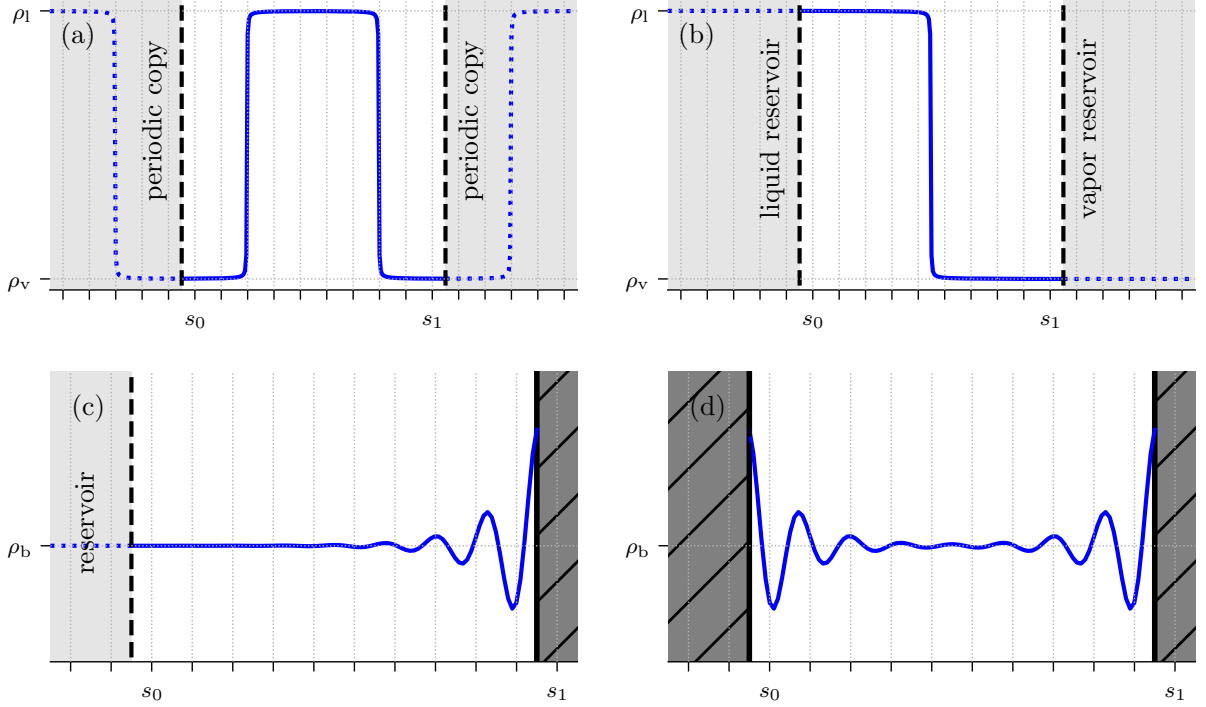 ρl
(a)
periodic copy
periodic copy
ρv
s0
s1
ρl
(b)
liquid reservoir
vapor reservoir
ρv
s0
s1
(c)
reservoir
ρb
s0
s1
(d)
ρb
s0
s1